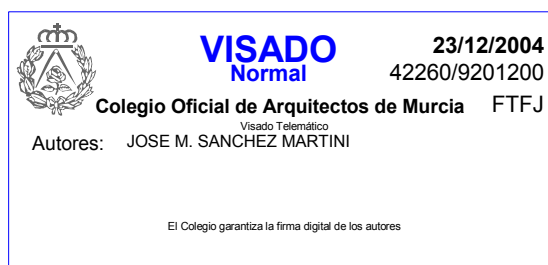 VISADO
Normal
23/12/2004
42260/9201200
Colegio Oficial de Arquitectos de Murcia FTFJ
Visado Telemático
Autores: JOSE M. SANCHEZ MARTINI
El Colegio garantiza la firma digital de los autores